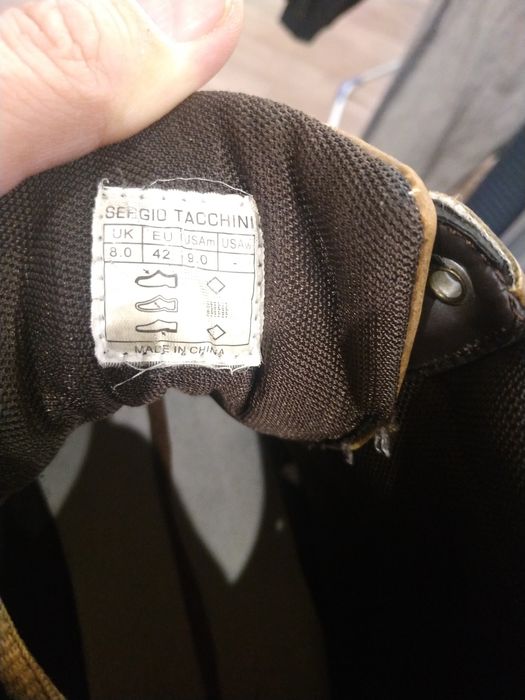 SERGIO TACCHINI
UK EU USAm USAw
8.0 42 9.0 -
MADE IN CHINA